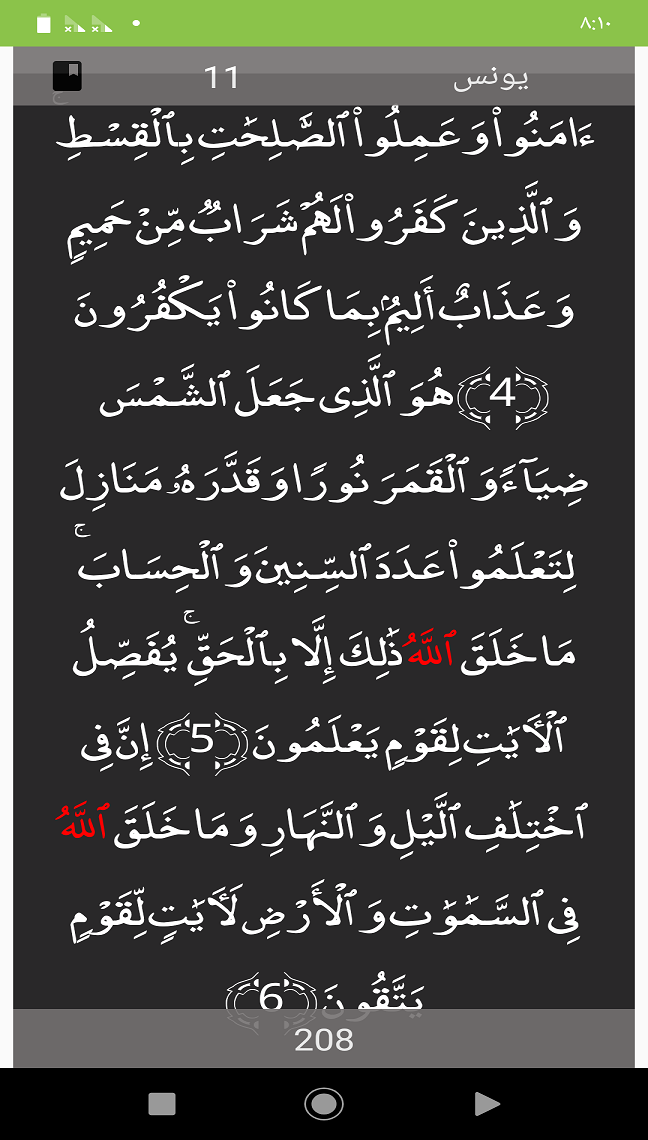 ٨:١٠
يونس 11
ءَامَنُوا۟ وَعَمِلُوا۟ ٱلصَّـٰلِحَـٰتِ بِٱلْقِسْطِ
وَٱلَّذِينَ كَفَرُوا۟ لَهُمْ شَرَابٌ مِّنْ حَمِيمٍ
وَعَذَابٌ أَلِيمٌۢ بِمَا كَانُوا۟ يَكْفُرُونَ
4 هُوَ ٱلَّذِى جَعَلَ ٱلشَّمْسَ
ضِيَآءً وَٱلْقَمَرَ نُورًا وَقَدَّرَهُۥ مَنَازِلَ
لِتَعْلَمُوا۟ عَدَدَ ٱلسِّنِينَ وَٱلْحِسَابَ ۚ
مَا خَلَقَ ٱللَّهُ ذَٰلِكَ إِلَّا بِٱلْحَقِّ ۚ يُفَصِّلُ
ٱلْـَٔايَـٰتِ لِقَوْمٍ يَعْلَمُونَ 5 إِنَّ فِى
ٱخْتِلَـٰفِ ٱلَّيْلِ وَٱلنَّهَارِ وَمَا خَلَقَ ٱللَّهُ
فِى ٱلسَّمَـٰوَٰتِ وَٱلْأَرْضِ لَـَٔايَـٰتٍ لِّقَوْمٍ
يَتَّقُونَ 6
208